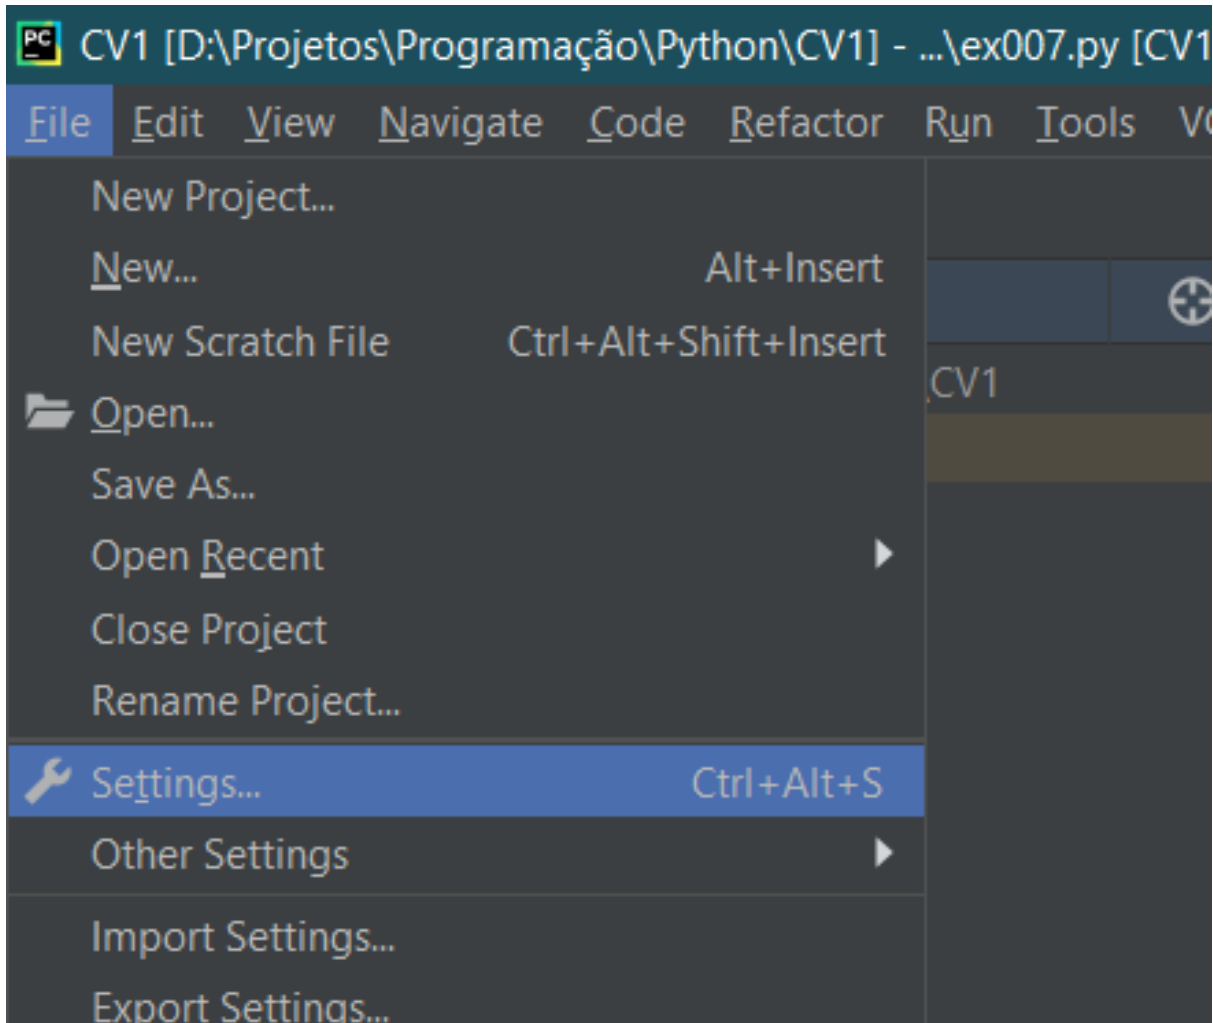 PC CV1 [D:\Projetos\Programação\Python\CV1] - ...\ex007.py [CV1
File Edit View Navigate Code Refactor Run Tools
New Project...
New... Alt+Insert
New Scratch File Ctrl+Alt+Shift+Insert
\CV1
Open...
Save As...
Open Recent
Close Project
Rename Project...
Settings... Ctrl+Alt+S
Other Settings
Import Settings...
Export Settings...